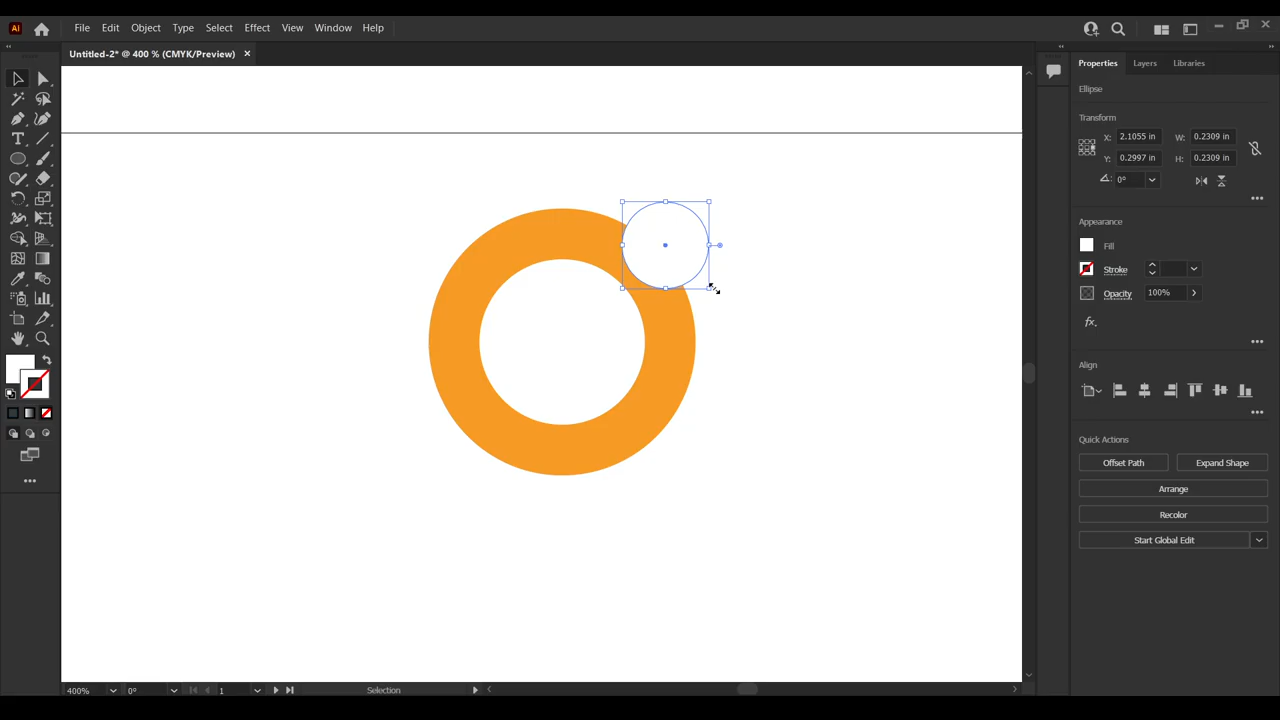 Ai File Edit Object Type Select Effect View Window Help
Untitled-2* @ 400 % (CMYK/Preview) ×
Properties Layers Libraries
Ellipse
Transform
X: 2.1055 in W: 0.2309 in
Y: 0.2997 in H: 0.2309 in
0°
Appearance
Fill
Stroke
Opacity 100%
fx.
Align
Quick Actions
Offset Path Expand Shape
Arrange
Recolor
Start Global Edit
400% 0° 1 Selection